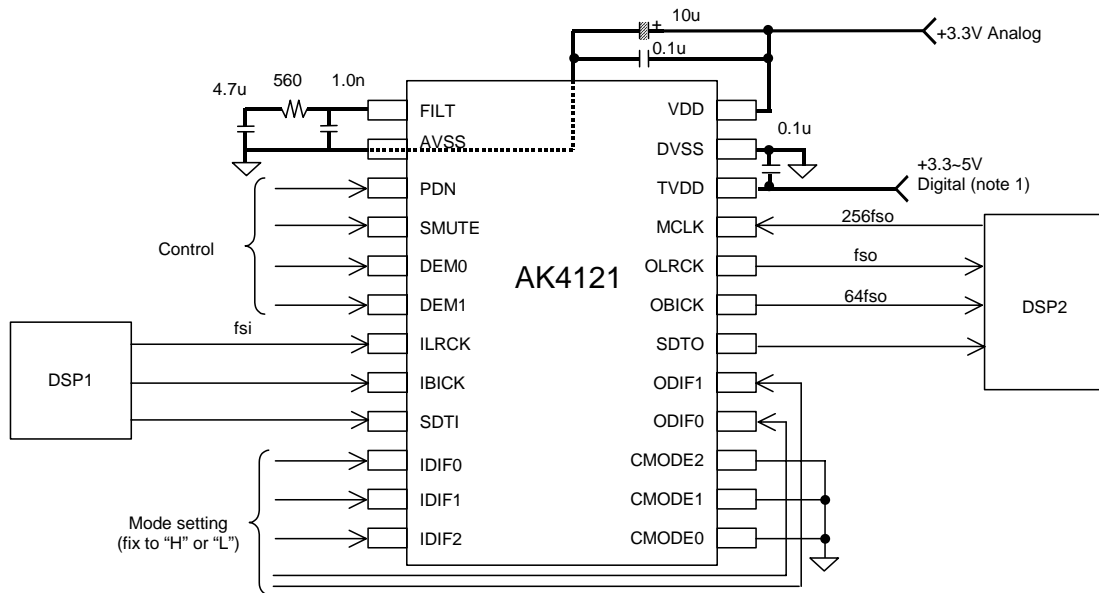 10u
+
+3.3V Analog
0.1u
4.7u
560
1.0n
FILT
AVSS
PDN
SMUTE
DEM0
DEM1
ILRCK
IBICK
SDTI
IDIF0
IDIF1
IDIF2
AK4121
VDD
DVSS
TVDD
MCLK
OLRCK
OBICK
SDTO
ODIF1
ODIF0
CMODE2
CMODE1
CMODE0
0.1u
+3.3~5V
Digital (note 1)
256fso
fso
64fso
DSP2
Control
fsi
DSP1
Mode setting
(fix to “H” or “L”)